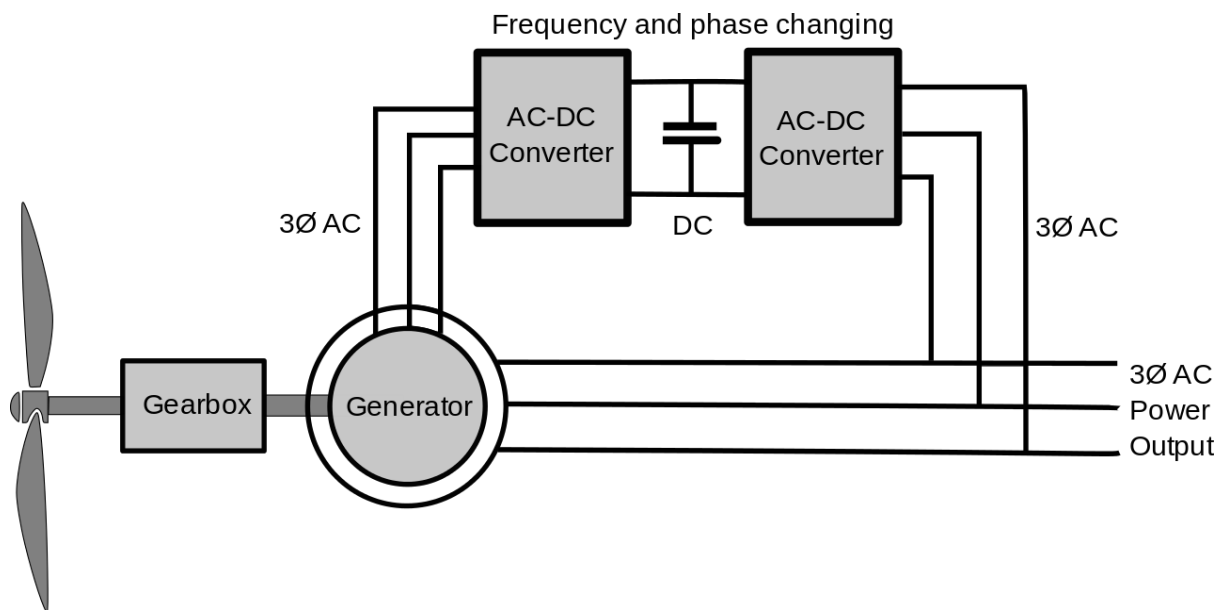 Frequency and phase changing
AC-DC
Converter
AC-DC
Converter
3Ø AC
DC
3Ø AC
Gearbox
Generator
3Ø AC
Power
Output